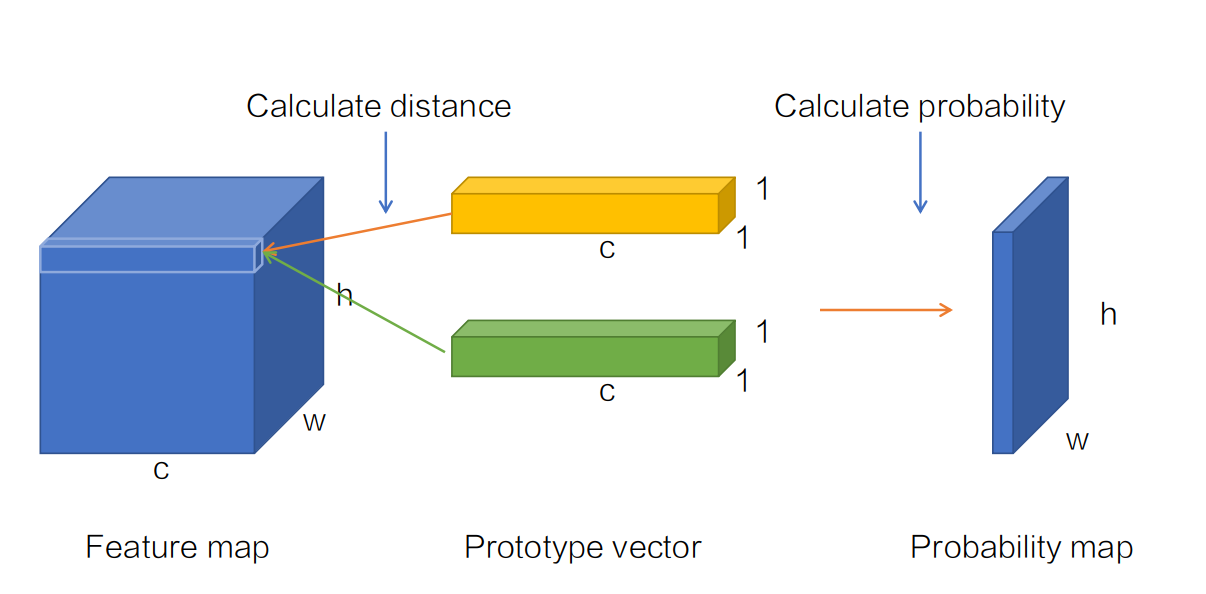 Calculate distance
Calculate probability
1
1
c
h
1
1
c
h
w
c
w
Feature map
Prototype vector
Probability map